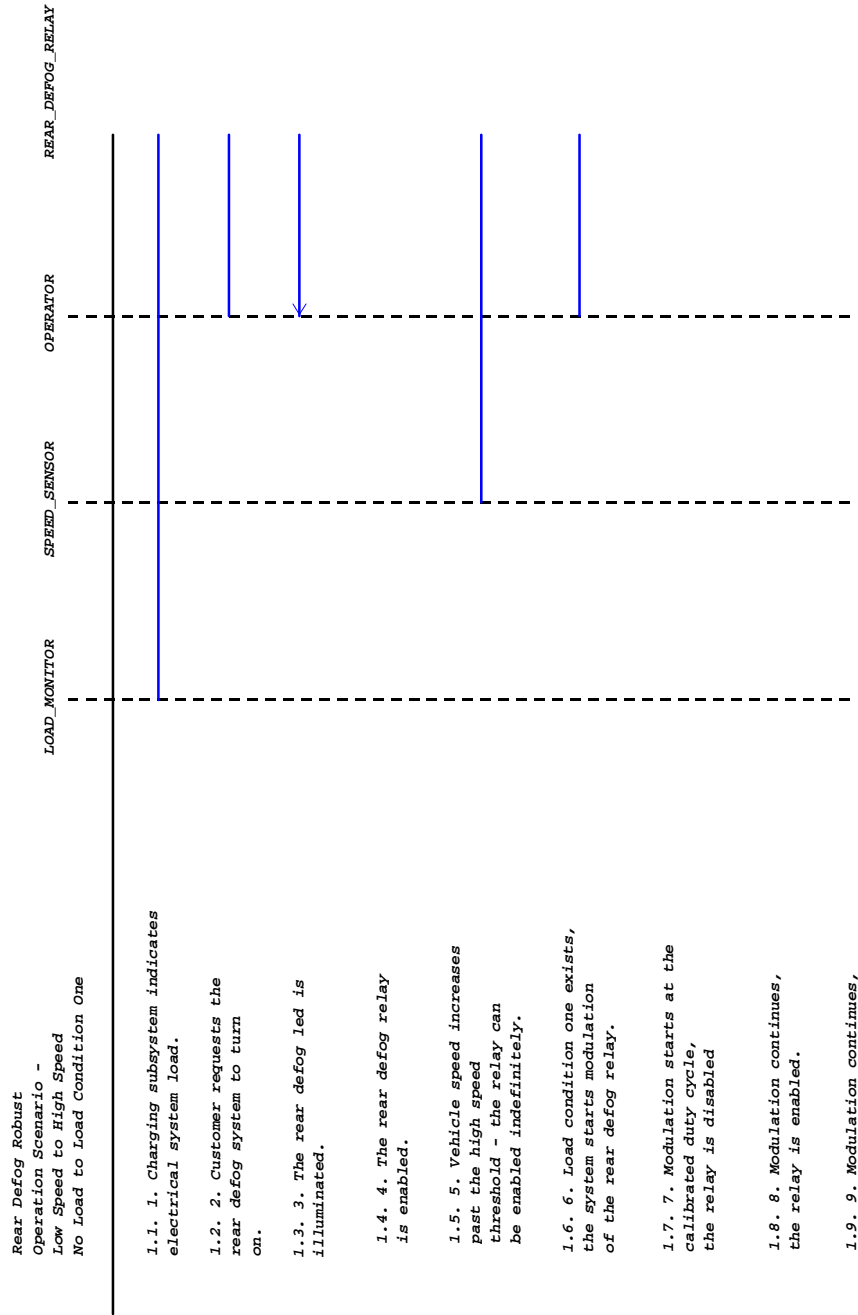 Rear Defog Robust
Operation Scenario -
Low Speed to High Speed
No Load to Load Condition One
LOAD_MONITOR
SPEED_SENSOR
OPERATOR
REAR_DEFOG_RELAY
1.1. 1. Charging subsystem indicates
electrical system load.
1.2. 2. Customer requests the
rear defog system to turn
on.
1.3. 3. The rear defog led is
illuminated.
1.4. 4. The rear defog relay
is enabled.
1.5. 5. Vehicle speed increases
past the high speed
threshold - the relay can
be enabled indefinitely.
1.6. 6. Load condition one exists,
the system starts modulation
of the rear defog relay.
1.7. 7. Modulation starts at the
calibrated duty cycle,
the relay is disabled
1.8. 8. Modulation continues,
the relay is enabled.
1.9. 9. Modulation continues,